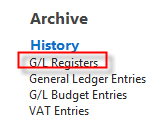 Archive
History
G/L Registers
General Ledger Entries
G/L Budget Entries
VAT Entries